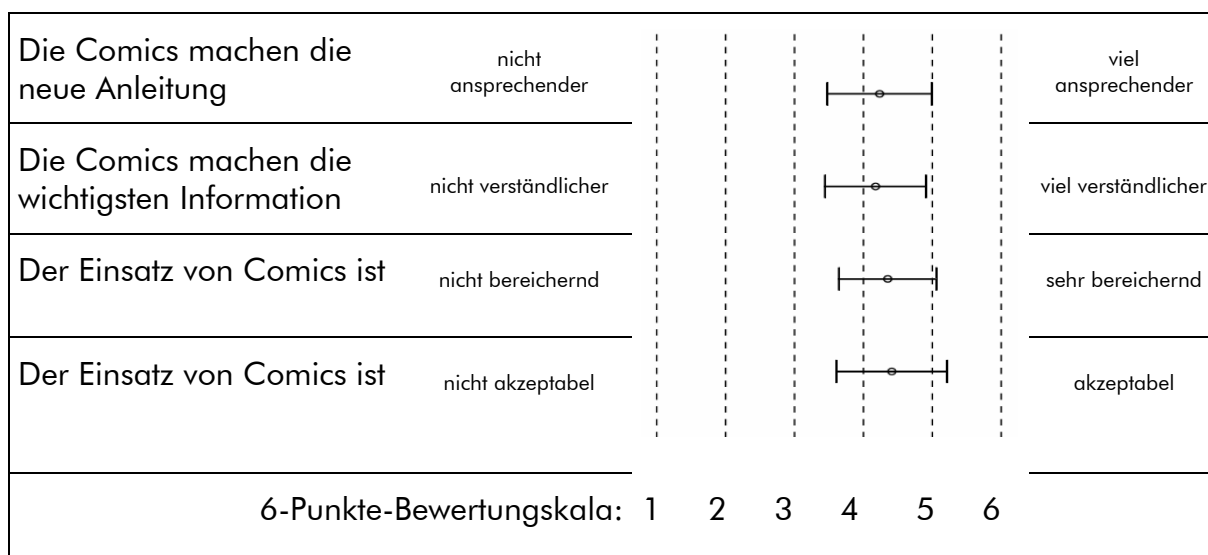 Die Comics machen die
neue Anleitung
nicht
ansprechender
viel
ansprechender
Die Comics machen die
wichtigsten Information
nicht verständlicher
viel verständlicher
Der Einsatz von Comics ist
nicht bereichernd
sehr bereichernd
Der Einsatz von Comics ist
nicht akzeptabel
akzeptabel
6-Punkte-Bewertungskala: 1 2 3 4 5 6